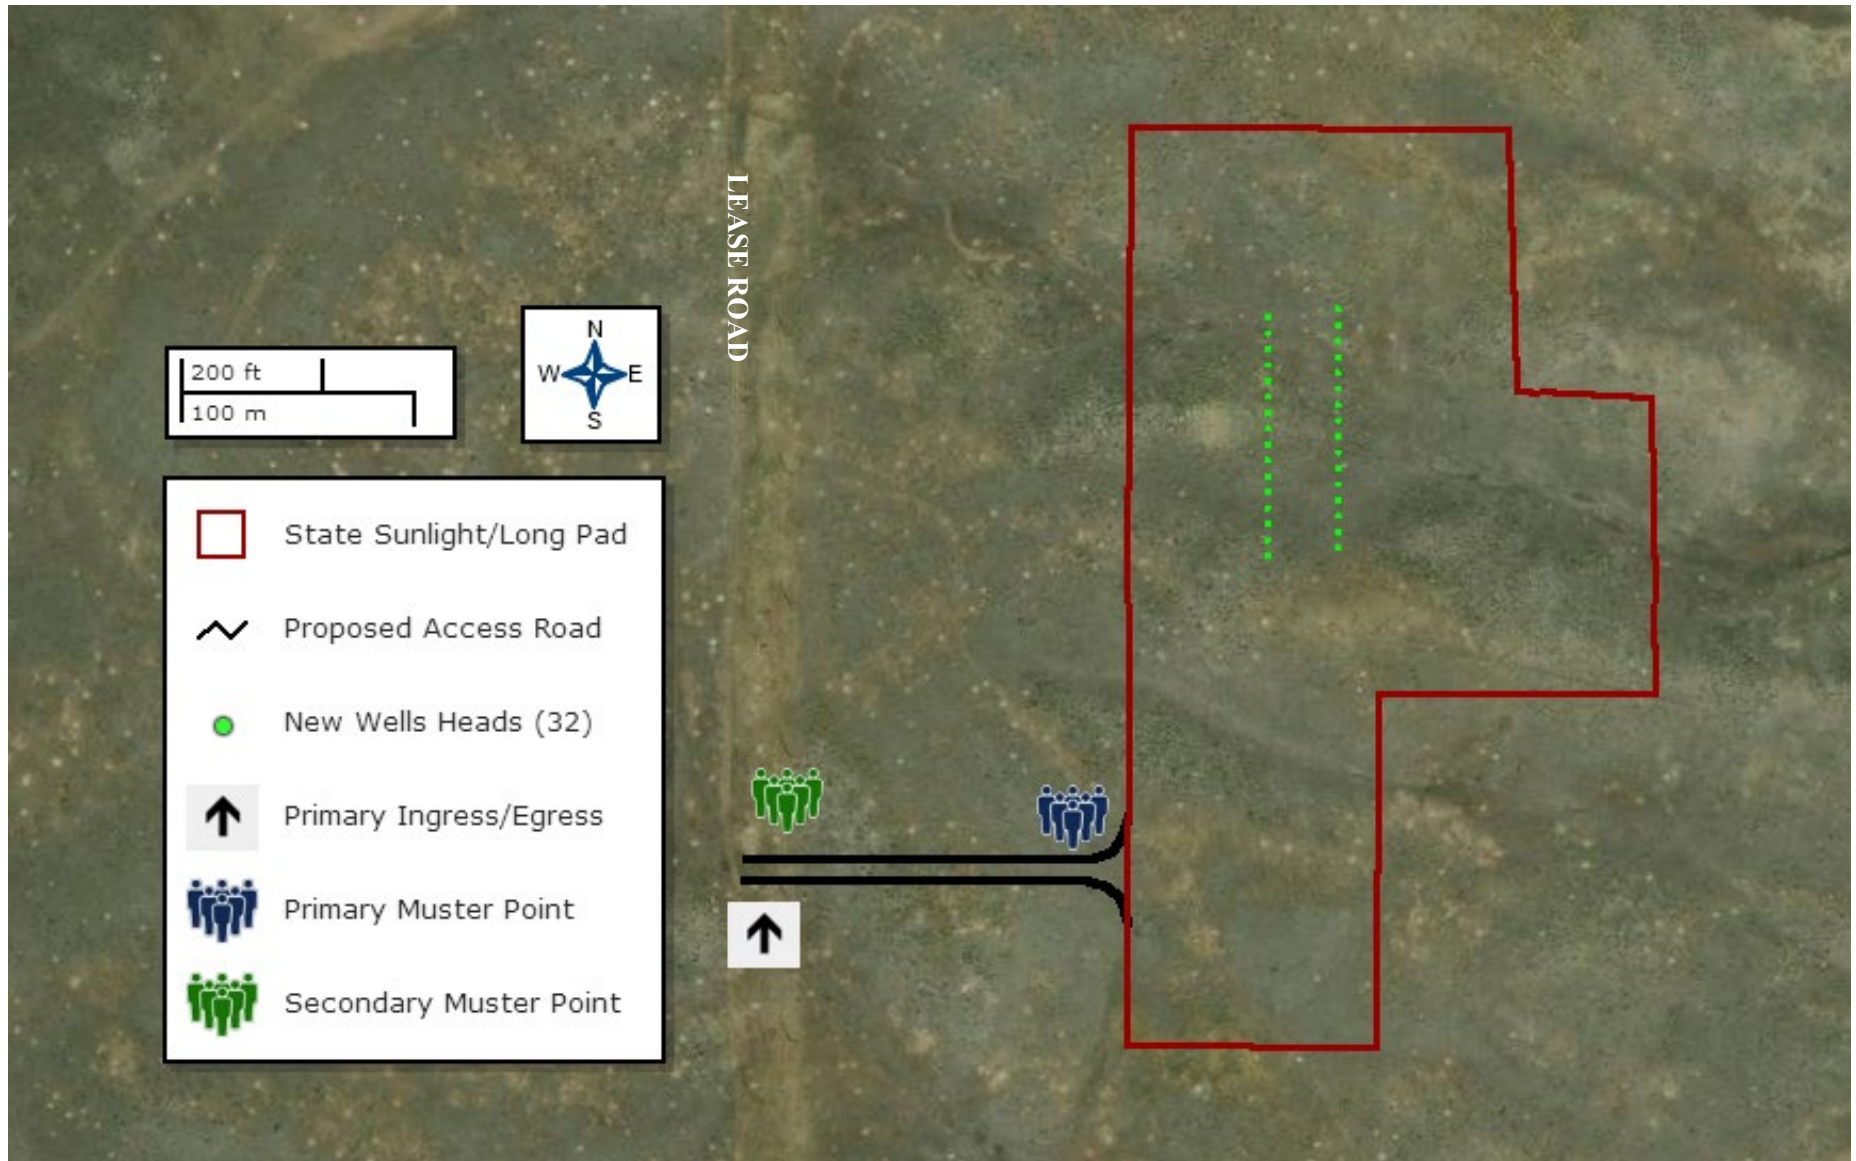 LEASE ROAD
200 ft
100 m
N
W E
S
State Sunlight/Long Pad
Proposed Access Road
New Wells Heads (32)
Primary Ingress/Egress
Primary Muster Point
Secondary Muster Point